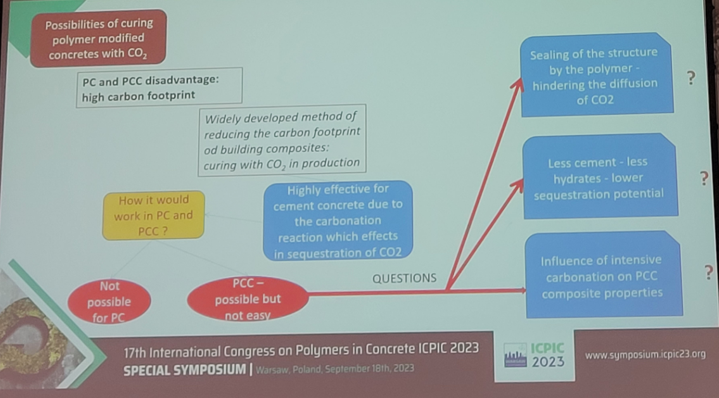 Possibilities of curing
polymer modified
concretes with CO₂
PC and PCC disadvantage:
high carbon footprint
Widely developed method of
reducing the carbon footprint
od building composites:
curing with CO₂ in production
How it would
work in PC and
PCC ?
Highly effective for
cement concrete due to
the carbonation
reaction which effects
in sequestration of CO2
Not
possible
for PC
PCC –
possible but
not easy
QUESTIONS
Sealing of the structure
by the polymer -
hindering the diffusion
of CO2
?
Less cement - less
hydrates - lower
sequestration potential
?
Influence of intensive
carbonation on PCC
composite properties
?
17th International Congress on Polymers in Concrete ICPIC 2023
SPECIAL SYMPOSIUM | Warsaw, Poland, September 18th, 2023
ICPIC
2023
www.symposium.icpic23.org